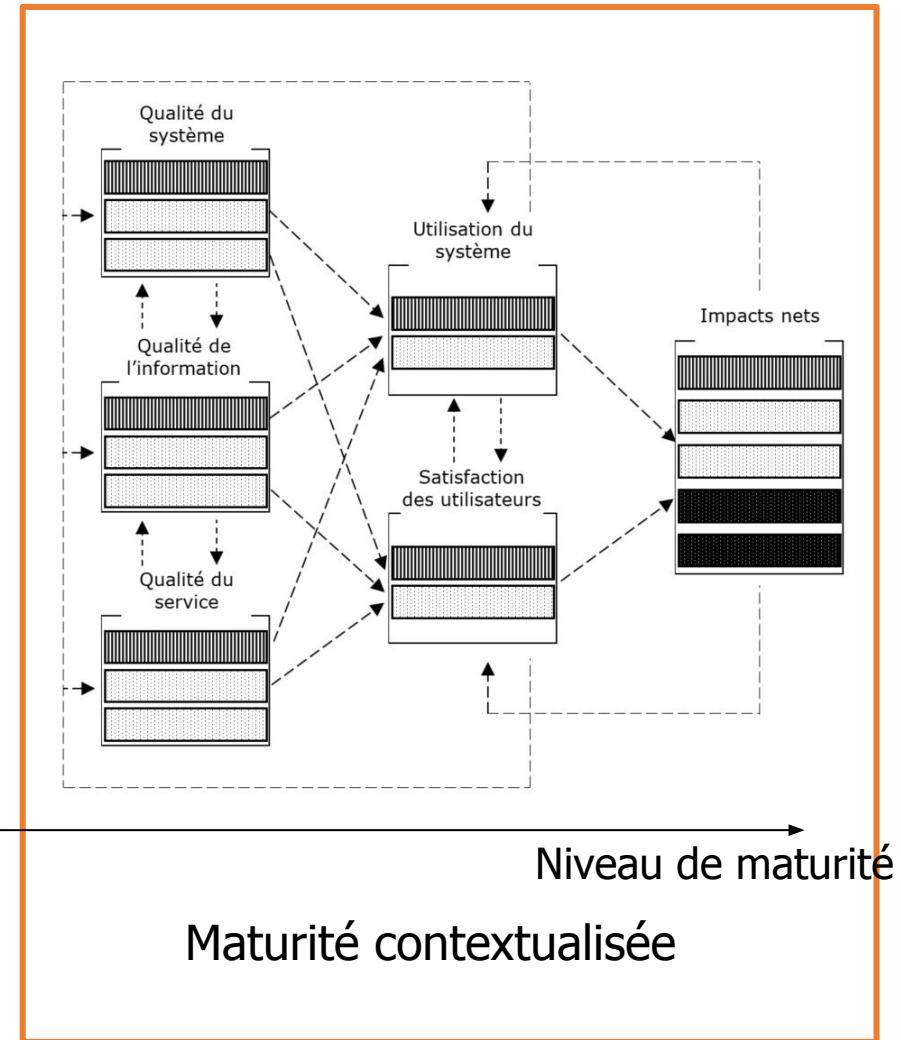 Qualité du
système
Utilisation du
système
Impacts nets
Qualité de
l'information
Satisfaction
des utilisateurs
Qualité du
service
Niveau de maturité
Maturité contextualisée